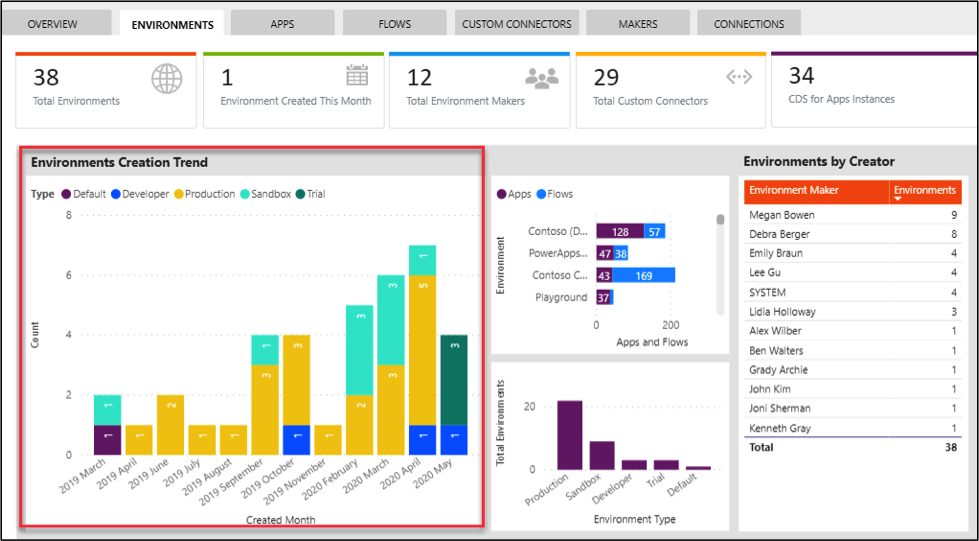 OVERVIEW
ENVIRONMENTS
APPS
FLOWS
CUSTOM CONNECTORS
MAKERS
CONNECTIONS
38
Total Environments
1
Environment Created This Month
12
Total Environment Makers
29
Total Custom Connectors
34
CDS for Apps Instances
Environments Creation Trend
Type Default Developer Production Sandbox Trial
Count
8
6
4
2
0
1
1
1
2
1
1
3
1
1
3
1
2
3
3
3
1
5
1
1
3
2019 March
2019 April
2019 June
2019 July
2019 August
2019 September
2019 October
2019 November
2020 February
2020 March
2020 April
2020 May
Created Month
Apps Flows
Environment
Contoso (D... 128 57
PowerApps... 47 38
Contoso C... 43 169
Playground 37
0 200
Apps and Flows
Total Environments
20
0
Production
Sandbox
Developer
Trial
Default
Environment Type
Environments by Creator
Environment Maker Environments
Megan Bowen 9
Debra Berger 8
Emily Braun 4
Lee Gu 4
SYSTEM 4
Lidia Holloway 3
Alex Wilber 1
Ben Walters 1
Grady Archie 1
John Kim 1
Joni Sherman 1
Kenneth Gray 1
Total 38